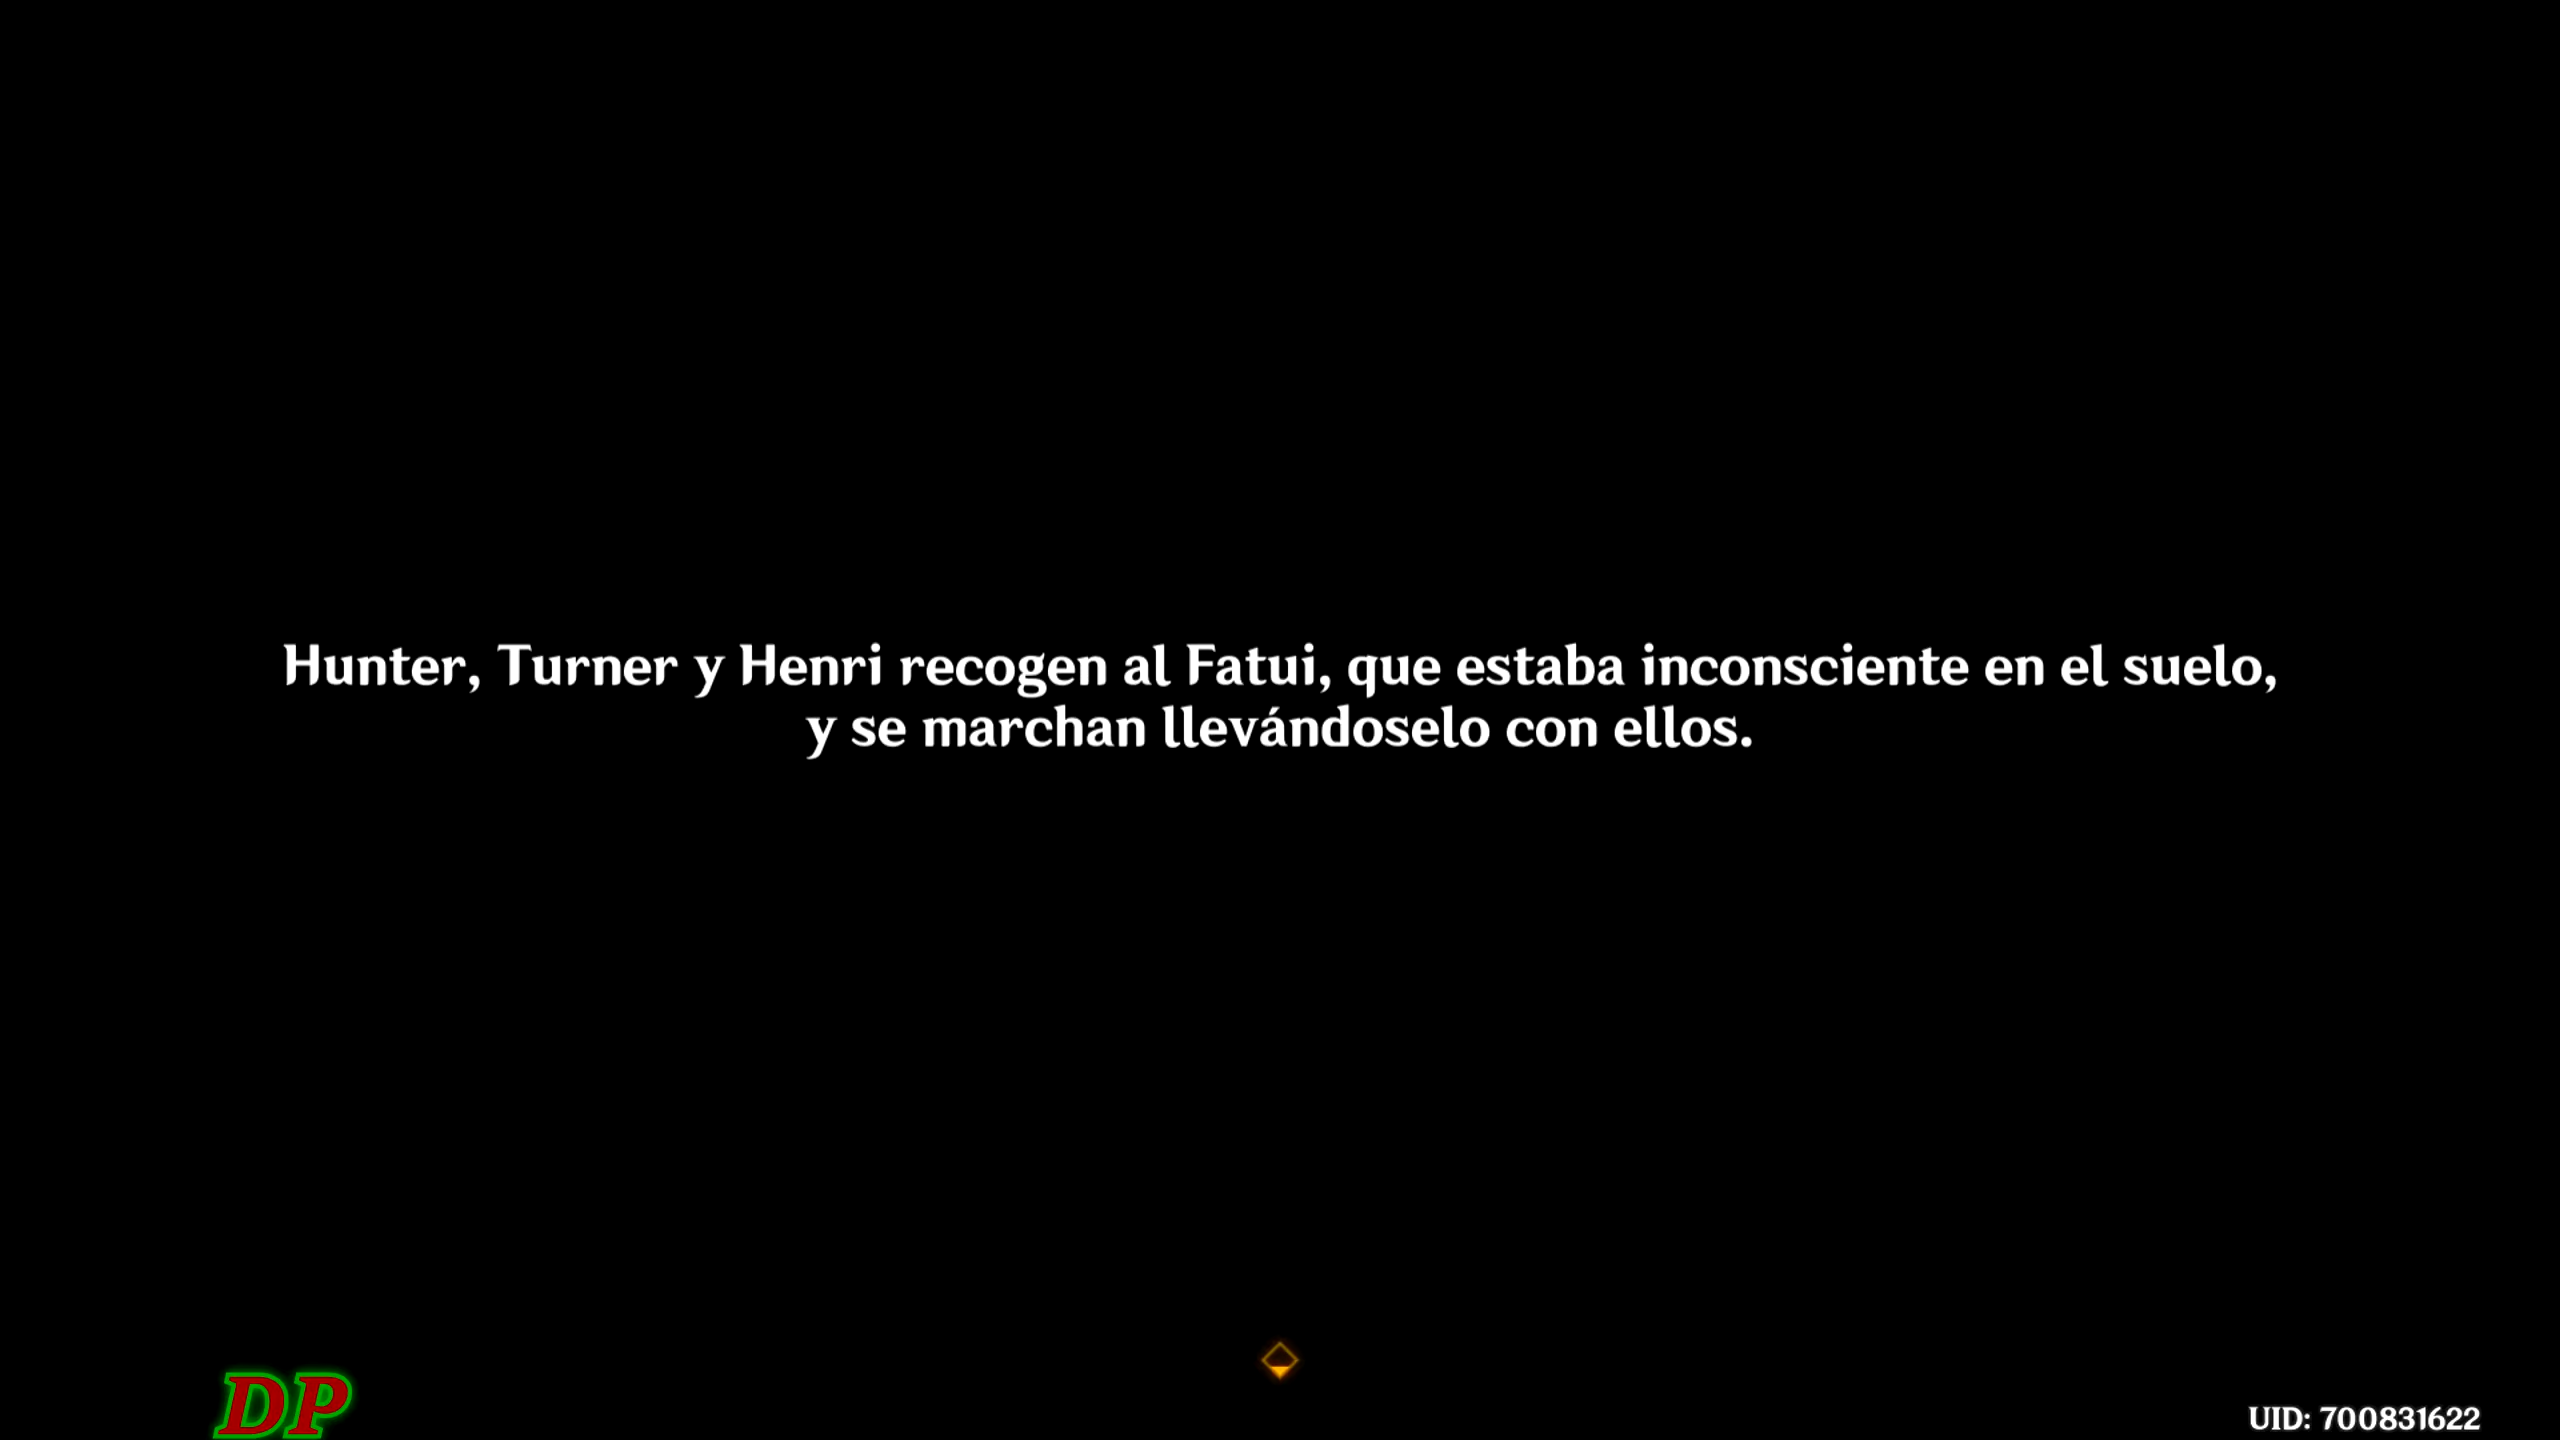 Hunter, Turner y Henri recogen al Fatui, que estaba inconsciente en el suelo,
y se marchan llevándoselo con ellos.
DP
UID: 700831622